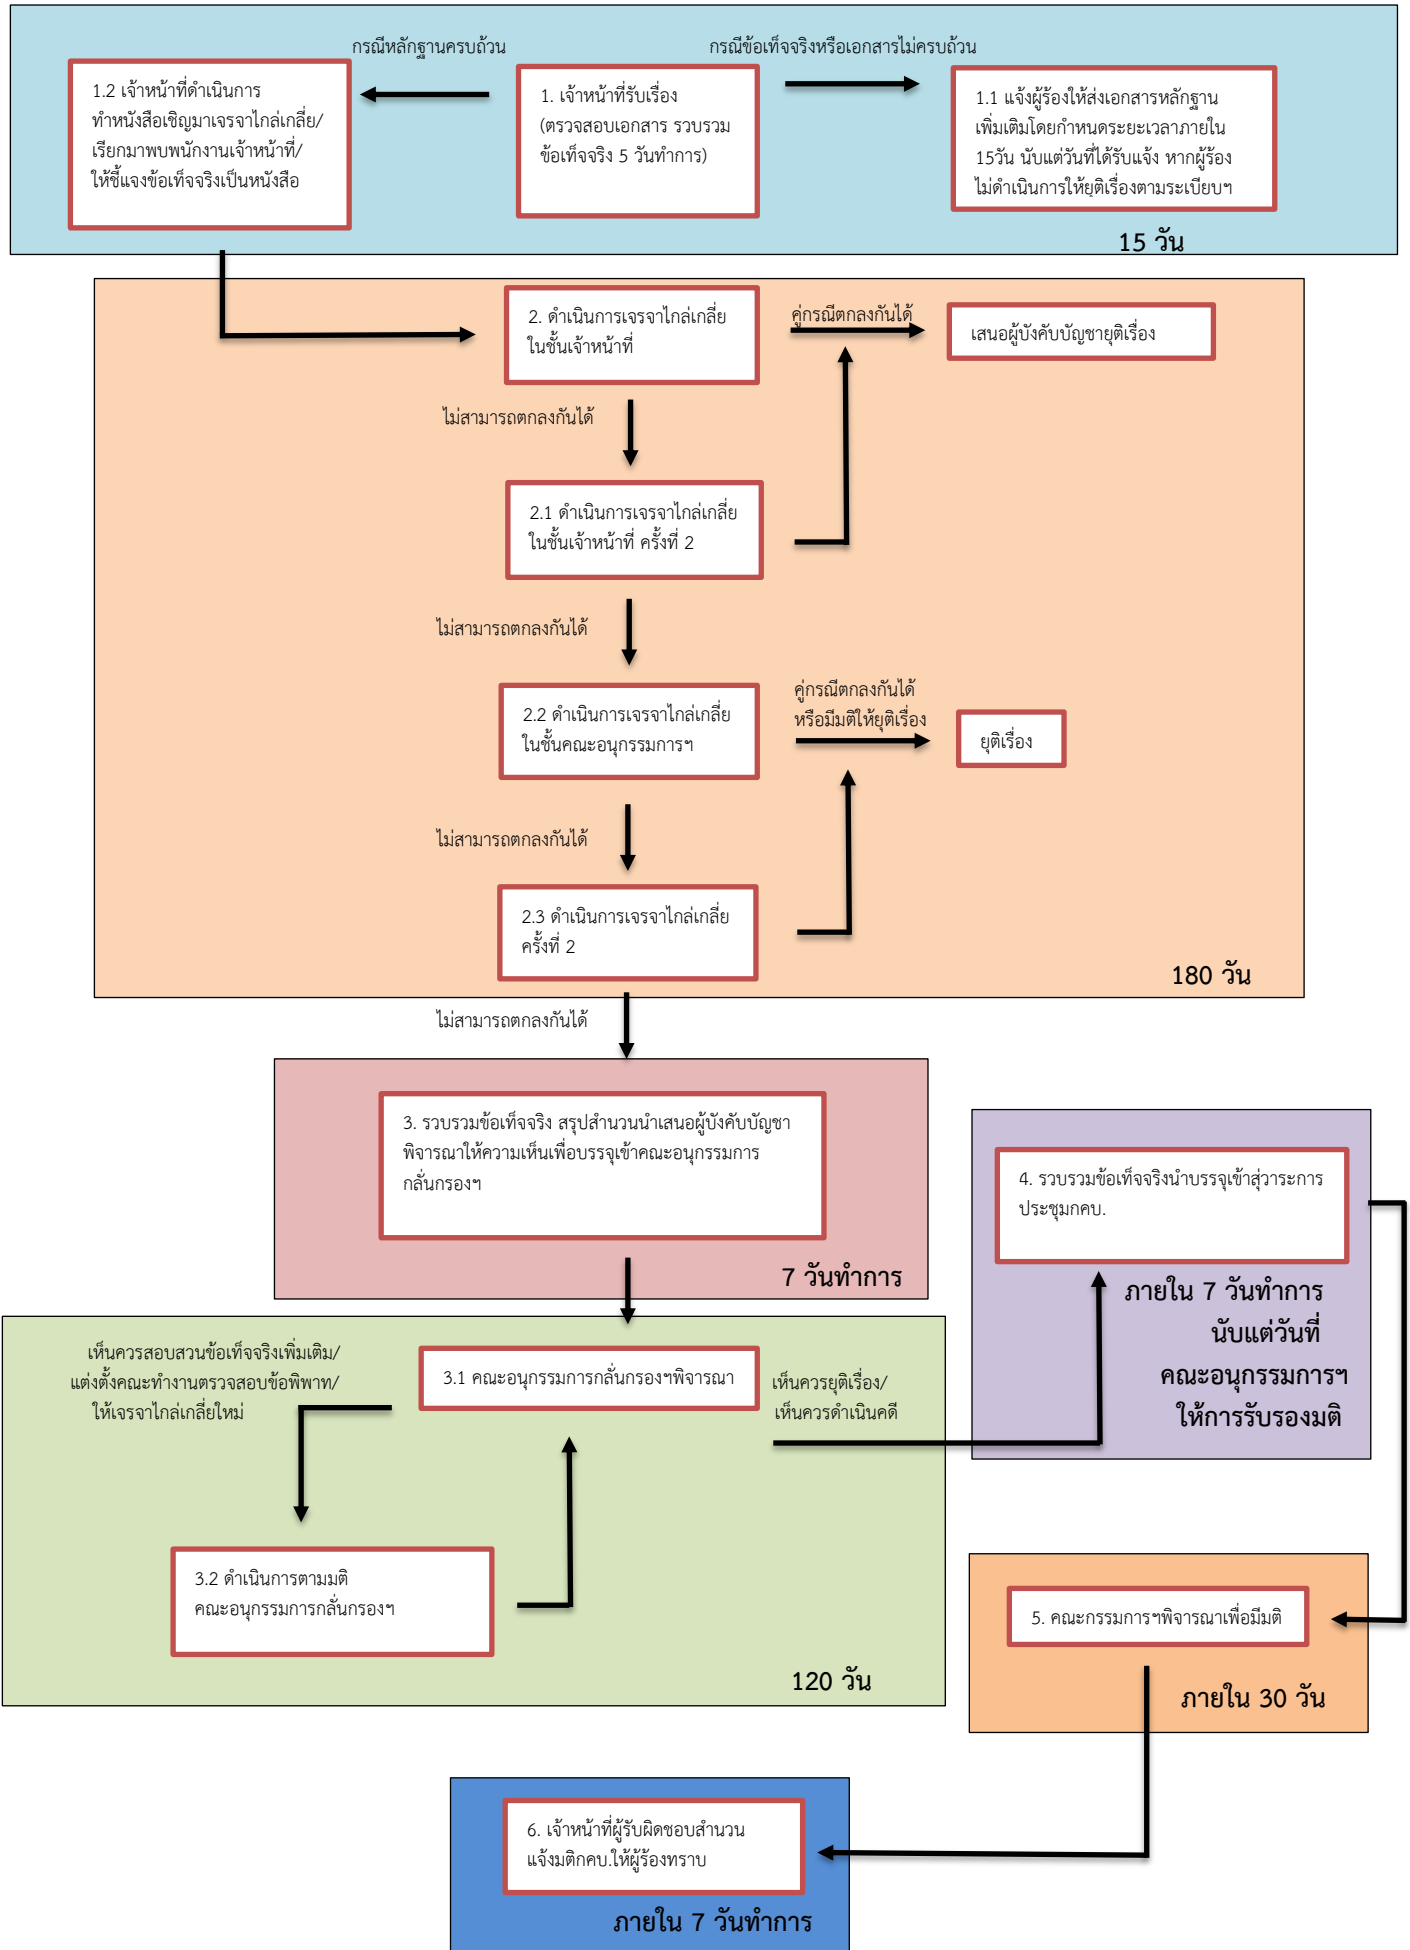 กรณีหลักฐานครบถ้วน
กรณีข้อเท็จจริงหรือเอกสารไม่ครบถ้วน
1.2 เจ้าหน้าที่ดำเนินการ
ทำหนังสือเชิญมาเจรจาไกล่เกลี่ย/
เรียกมาพบพนักงานเจ้าหน้าที่/
ให้ชี้แจงข้อเท็จจริงเป็นหนังสือ
1. เจ้าหน้าที่รับเรื่อง
(ตรวจสอบเอกสาร รวบรวม
ข้อเท็จจริง 5 วันทำการ)
1.1 แจ้งผู้ร้องให้ส่งเอกสารหลักฐาน
เพิ่มเติมโดยกำหนดระยะเวลาภายใน
15วัน นับแต่วันที่ได้รับแจ้ง หากผู้ร้อง
ไม่ดำเนินการให้ยุติเรื่องตามระเบียบฯ
15 วัน
2. ดำเนินการเจรจาไกล่เกลี่ย
ในชั้นเจ้าหน้าที่
คู่กรณีตกลงกันได้
เสนอผู้บังคับบัญชายุติเรื่อง
ไม่สามารถตกลงกันได้
2.1 ดำเนินการเจรจาไกล่เกลี่ย
ในชั้นเจ้าหน้าที่ ครั้งที่ 2
ไม่สามารถตกลงกันได้
2.2 ดำเนินการเจรจาไกล่เกลี่ย
ในชั้นคณะอนุกรรมการฯ
คู่กรณีตกลงกันได้
หรือมีมติให้ยุติเรื่อง
ยุติเรื่อง
ไม่สามารถตกลงกันได้
2.3 ดำเนินการเจรจาไกล่เกลี่ย
ครั้งที่ 2
180 วัน
ไม่สามารถตกลงกันได้
3. รวบรวมข้อเท็จจริง สรุปสำนวนนำเสนอผู้บังคับบัญชา
พิจารณาให้ความเห็นเพื่อบรรจุเข้าคณะอนุกรรมการ
กลั่นกรองฯ
7 วันทำการ
4. รวบรวมข้อเท็จจริงนำบรรจุเข้าสู่วาระการ
ประชุมกคบ.
ภายใน 7 วันทำการ
นับแต่วันที่
คณะอนุกรรมการฯ
ให้การรับรองมติ
เห็นควรสอบสวนข้อเท็จจริงเพิ่มเติม/
แต่งตั้งคณะทำงานตรวจสอบข้อพิพาท/
ให้เจรจาไกล่เกลี่ยใหม่
3.1 คณะอนุกรรมการกลั่นกรองฯพิจารณา
เห็นควรยุติเรื่อง/
เห็นควรดำเนินคดี
3.2 ดำเนินการตามมติ
คณะอนุกรรมการกลั่นกรองฯ
120 วัน
5. คณะกรรมการฯพิจารณาเพื่อมีมติ
ภายใน 30 วัน
6. เจ้าหน้าที่ผู้รับผิดชอบสำนวน
แจ้งมติกคบ.ให้ผู้ร้องทราบ
ภายใน 7 วันทำการ